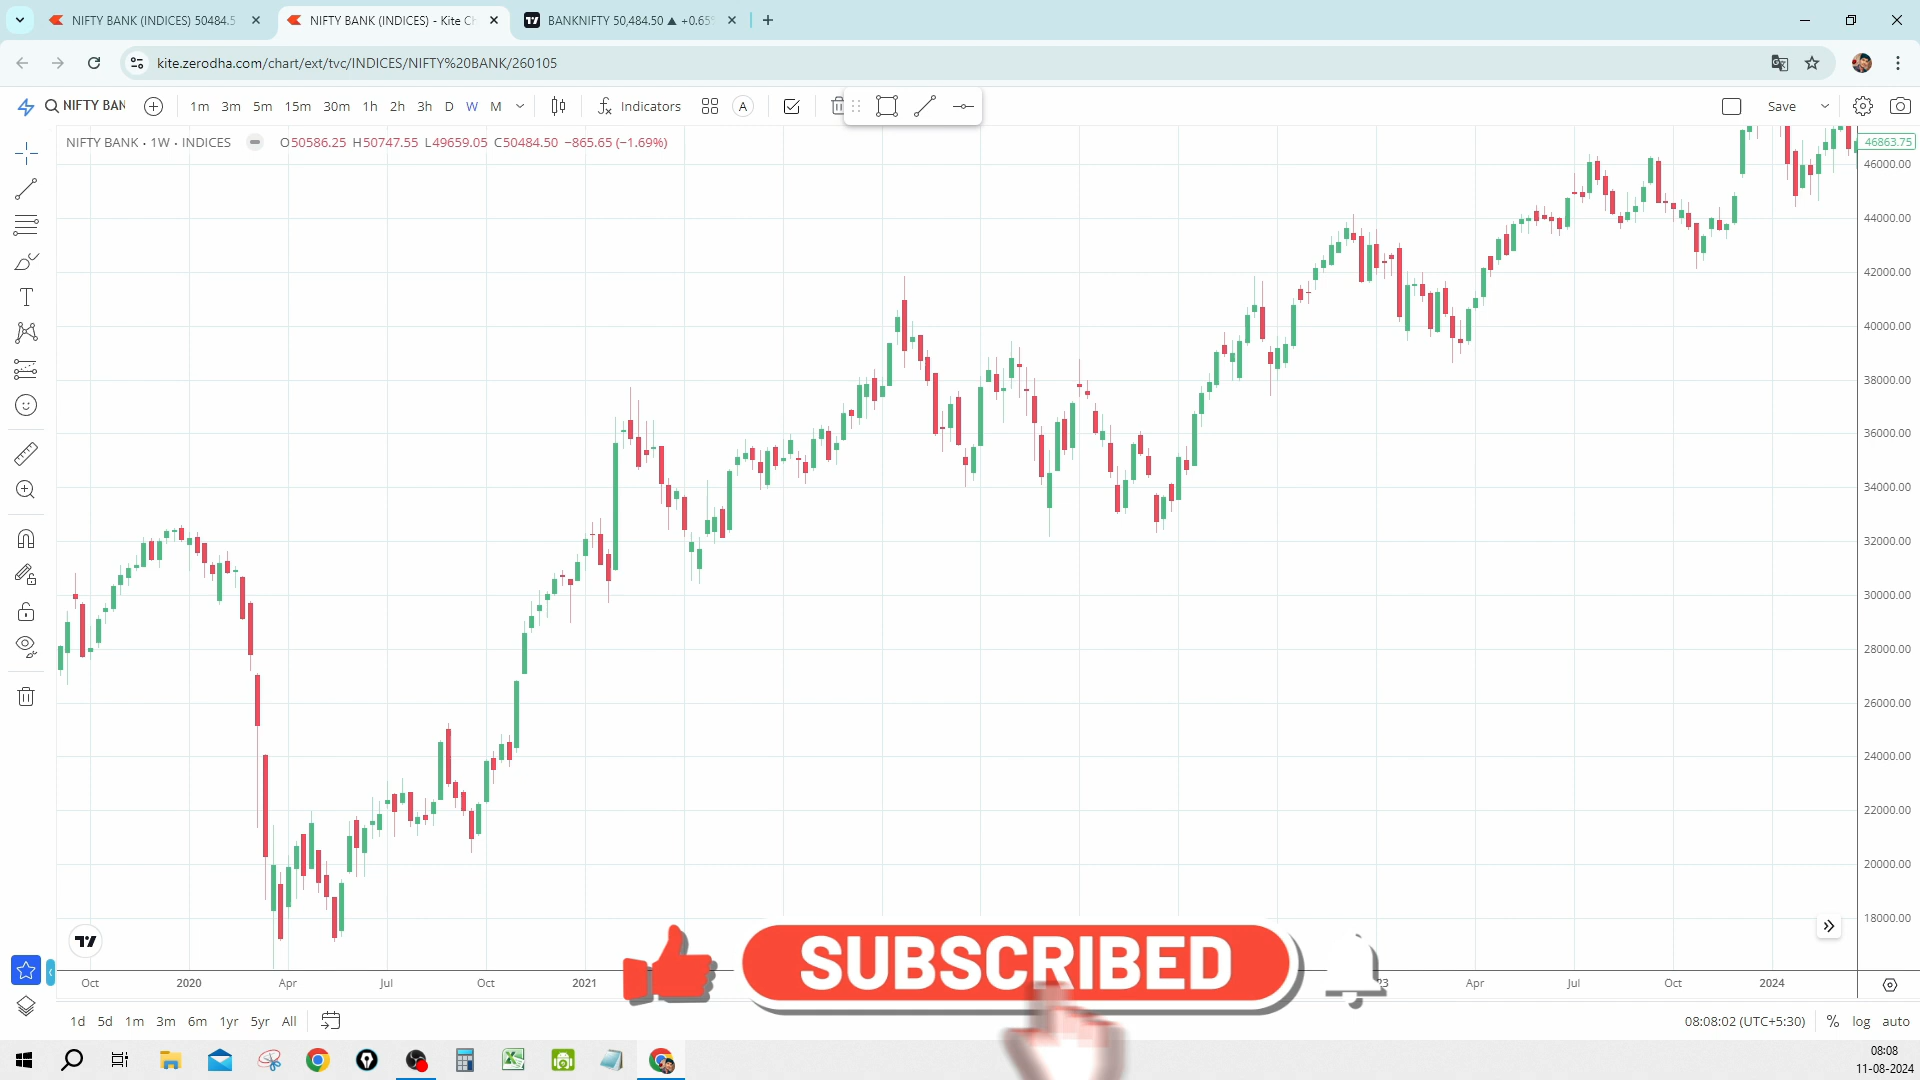 NIFTY BANK (INDICES) 50484.5
NIFTY BANK (INDICES) - Kite Ch
BANKNIFTY 50,484.50 ▲ +0.65%
kite.zerodha.com/chart/ext/tvc/INDICES/NIFTY%20BANK/260105
NIFTY BAN 1m 3m 5m 15m 30m 1h 2h 3h D W M Indicators A Save
NIFTY BANK · 1W · INDICES O50586.25 H50747.55 L49659.05 C50484.50 −865.65 (−1.69%)
46863.75
46000.00
44000.00
42000.00
40000.00
38000.00
36000.00
34000.00
32000.00
30000.00
28000.00
26000.00
24000.00
22000.00
20000.00
18000.00
SUBSCRIBED
Oct 2020 Apr Jul Oct 2021 23 Apr Jul Oct 2024
1d 5d 1m 3m 6m 1yr 5yr All 08:08:02 (UTC+5:30) % log auto
08:08
11-08-2024